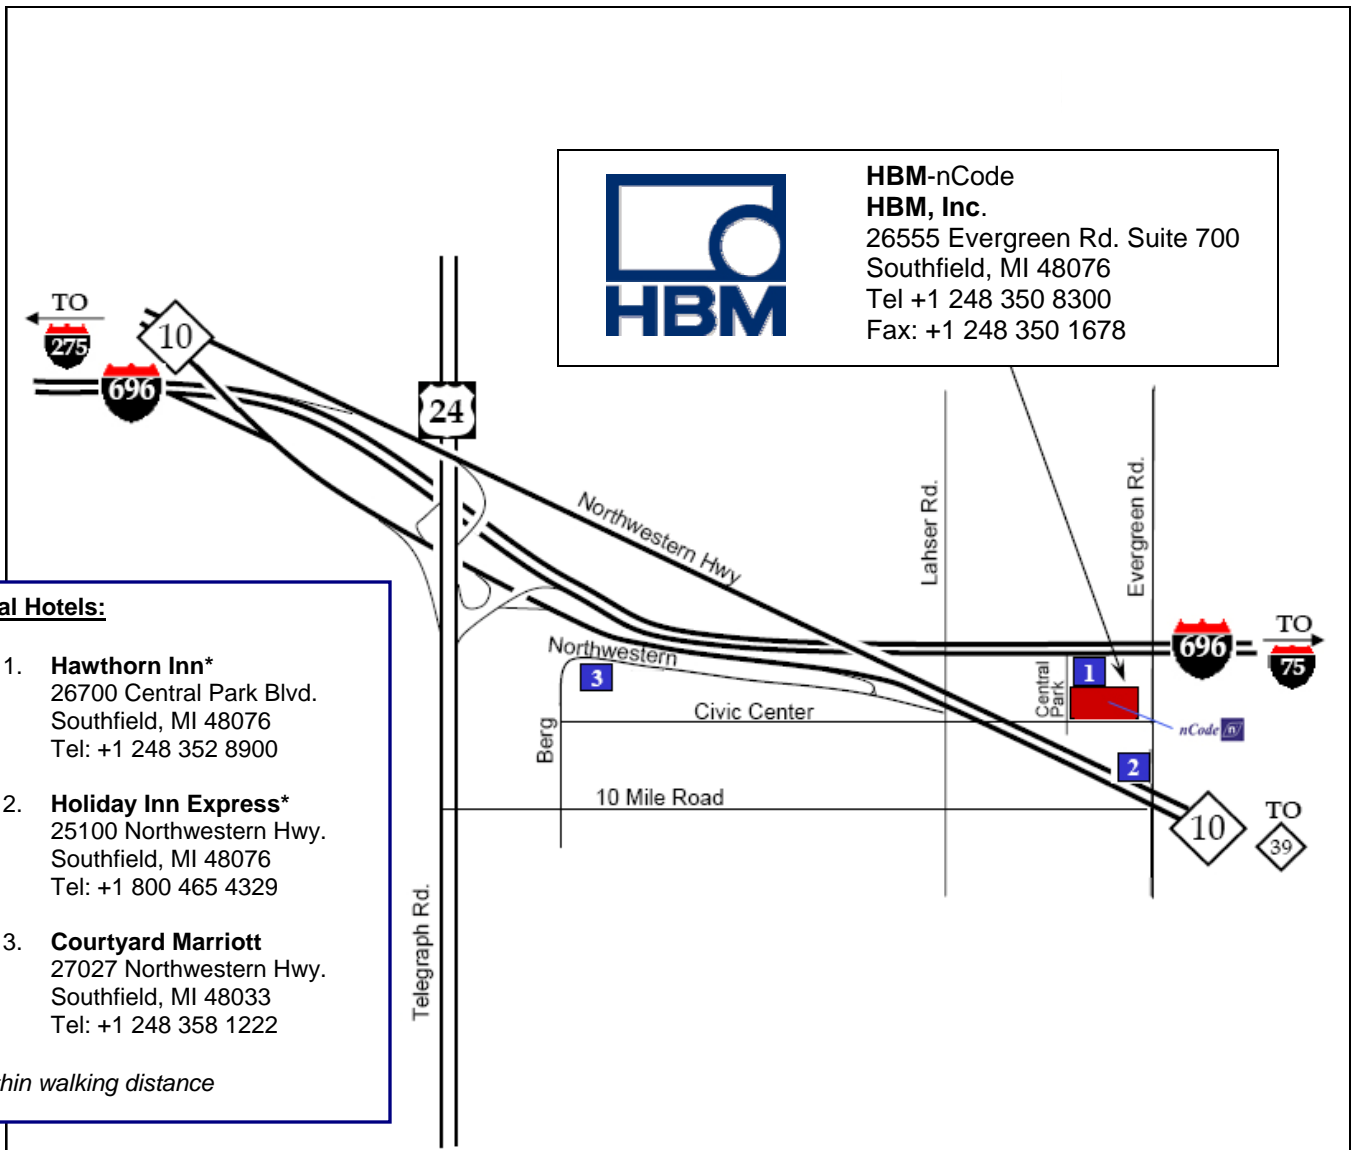 HBM
HBM-nCode
HBM, Inc.
26555 Evergreen Rd. Suite 700
Southfield, MI 48076
Tel +1 248 350 8300
Fax: +1 248 350 1678
TO
275
10
696
24
Northwestern Hwy
Lahser Rd.
Evergreen Rd.
696
TO
75
Northwestern
3
Central
Park
1
Civic Center
nCode n
Berg
2
10 Mile Road
10
TO
39
Telegraph Rd.
al Hotels:
1. Hawthorn Inn*
26700 Central Park Blvd.
Southfield, MI 48076
Tel: +1 248 352 8900
2. Holiday Inn Express*
25100 Northwestern Hwy.
Southfield, MI 48076
Tel: +1 800 465 4329
3. Courtyard Marriott
27027 Northwestern Hwy.
Southfield, MI 48033
Tel: +1 248 358 1222
thin walking distance